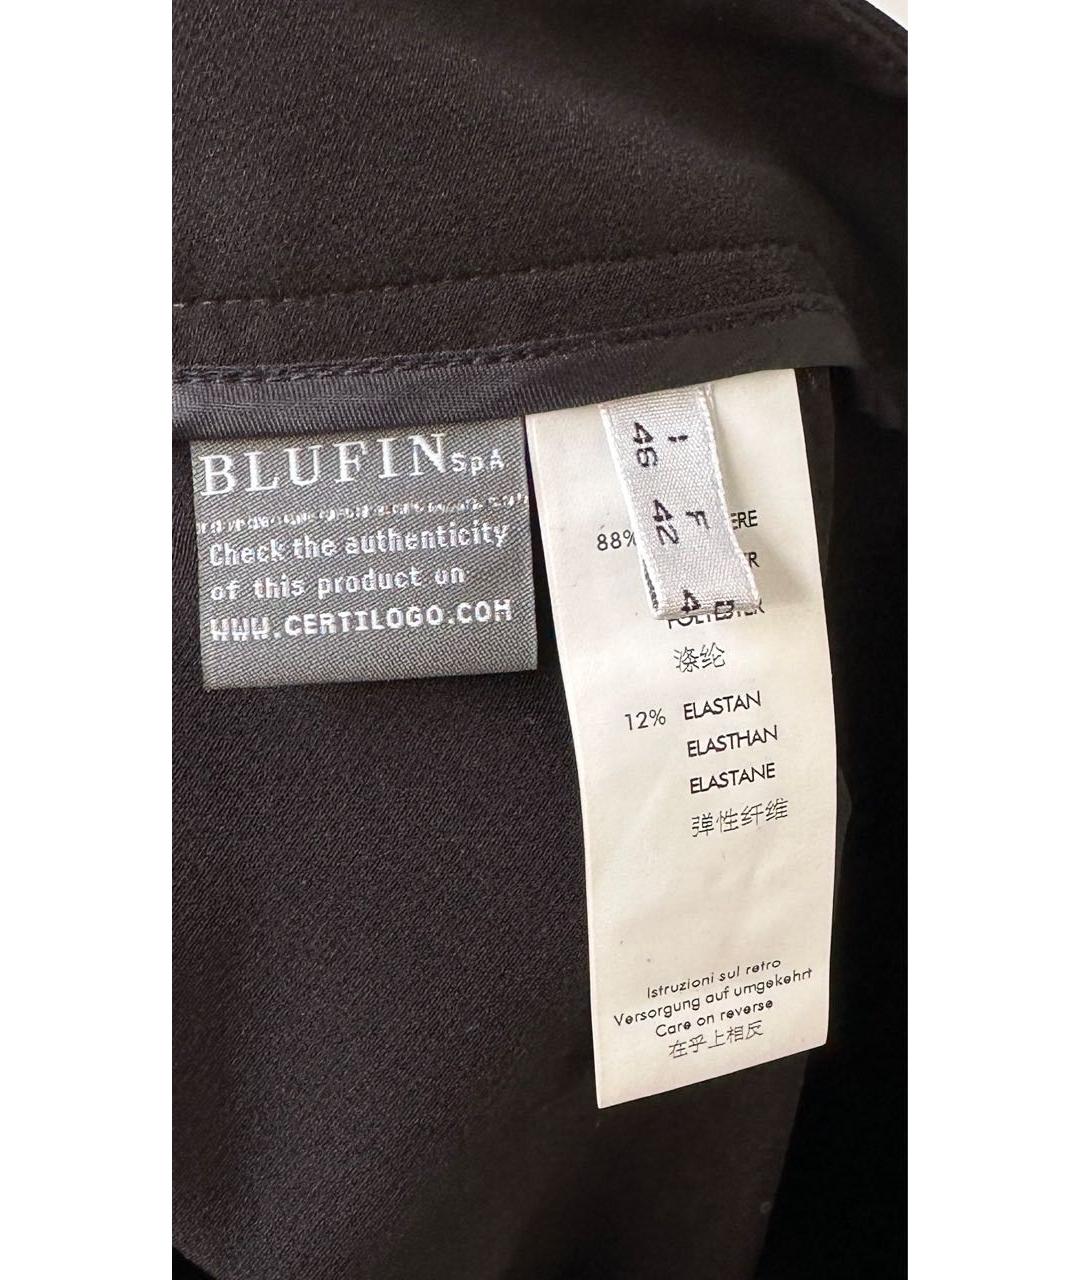 BLUFIN SpA
Check the authenticity
of this product on
WWW.CERTILOGO.COM
I
46
F
42
88%
POLYESTER
涤纶
12% ELASTAN
ELASTHAN
ELASTANE
弹性纤维
Istruzioni sul retro
Versorgung auf umgekehrt
Care on reverse
在乎上相反